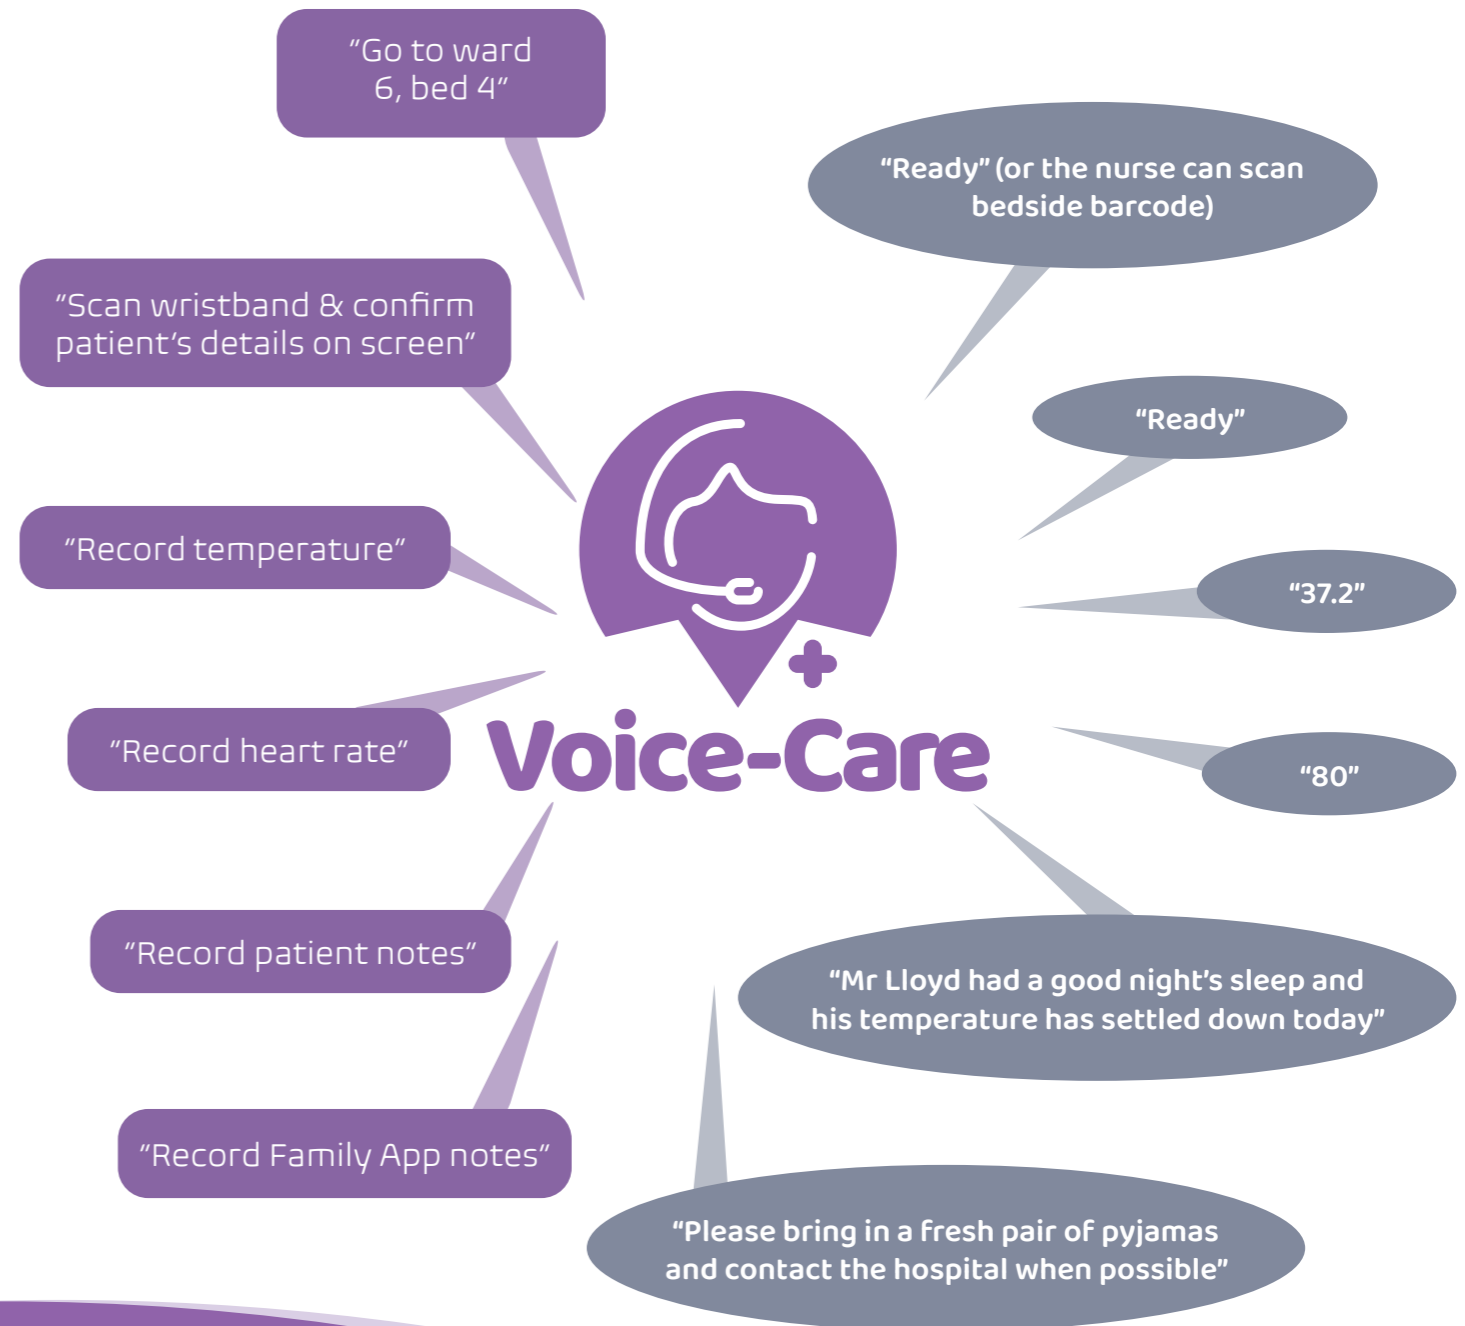 “Go to ward
6, bed 4”
“Ready” (or the nurse can scan
bedside barcode)
“Scan wristband & confirm
patient’s details on screen”
“Ready”
“Record temperature”
“37.2”
“Record heart rate”
“80”
Voice-Care
“Record patient notes”
“Mr Lloyd had a good night’s sleep and
his temperature has settled down today”
“Record Family App notes”
“Please bring in a fresh pair of pyjamas
and contact the hospital when possible”